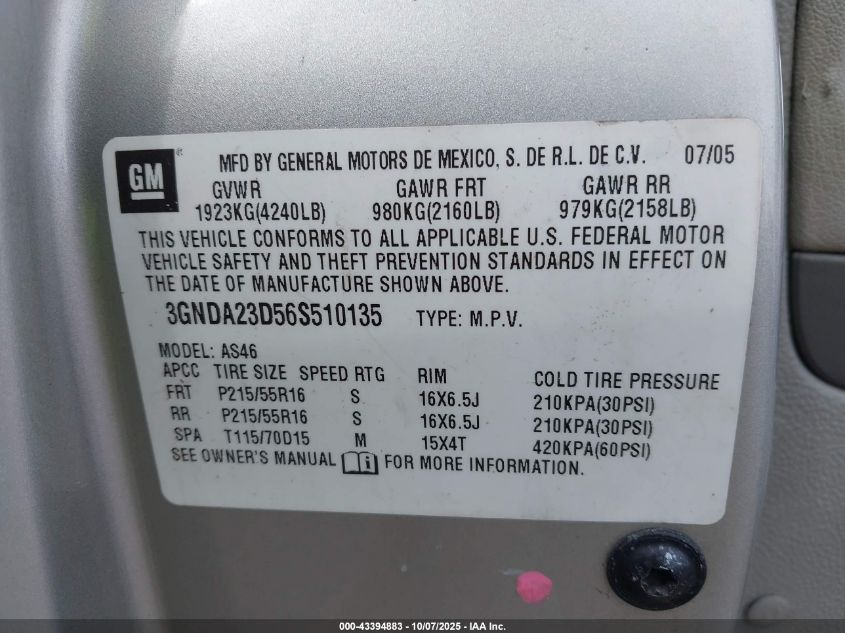 GM MFD BY GENERAL MOTORS DE MEXICO, S. DE R.L. DE C.V. 07/05
GVWR GAWR FRT GAWR RR
1923KG(4240LB) 980KG(2160LB) 979KG(2158LB)
THIS VEHICLE CONFORMS TO ALL APPLICABLE U.S. FEDERAL MOTOR
VEHICLE SAFETY AND THEFT PREVENTION STANDARDS IN EFFECT ON
THE DATE OF MANUFACTURE SHOWN ABOVE.
3GNDA23D56S510135 TYPE: M.P.V.
MODEL: AS46
APCC TIRE SIZE SPEED RTG RIM COLD TIRE PRESSURE
FRT P215/55R16 S 16X6.5J 210KPA(30PSI)
RR P215/55R16 S 16X6.5J 210KPA(30PSI)
SPA T115/70D15 M 15X4T 420KPA(60PSI)
SEE OWNER'S MANUAL i FOR MORE INFORMATION.
000-43394883 - 10/07/2025 - IAA Inc.